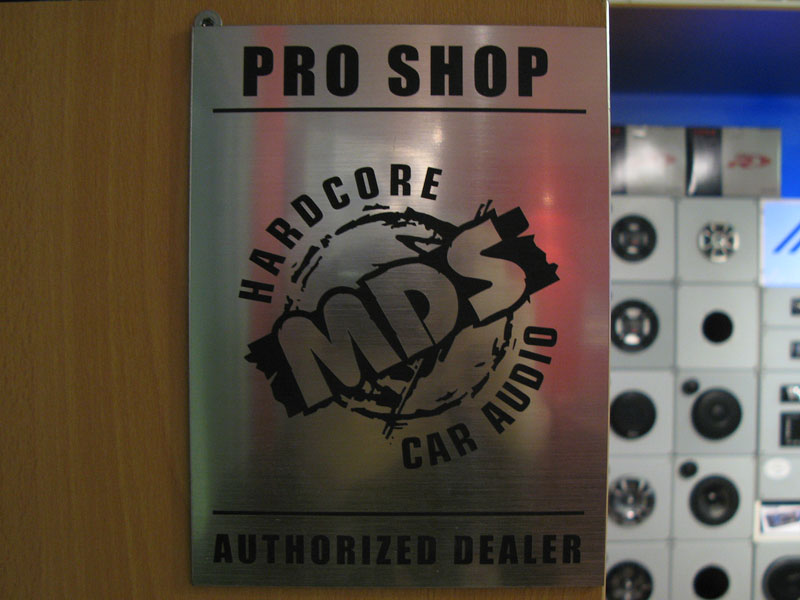 PRO SHOP
HARDCORE
MDS
CAR AUDIO
AUTHORIZED DEALER